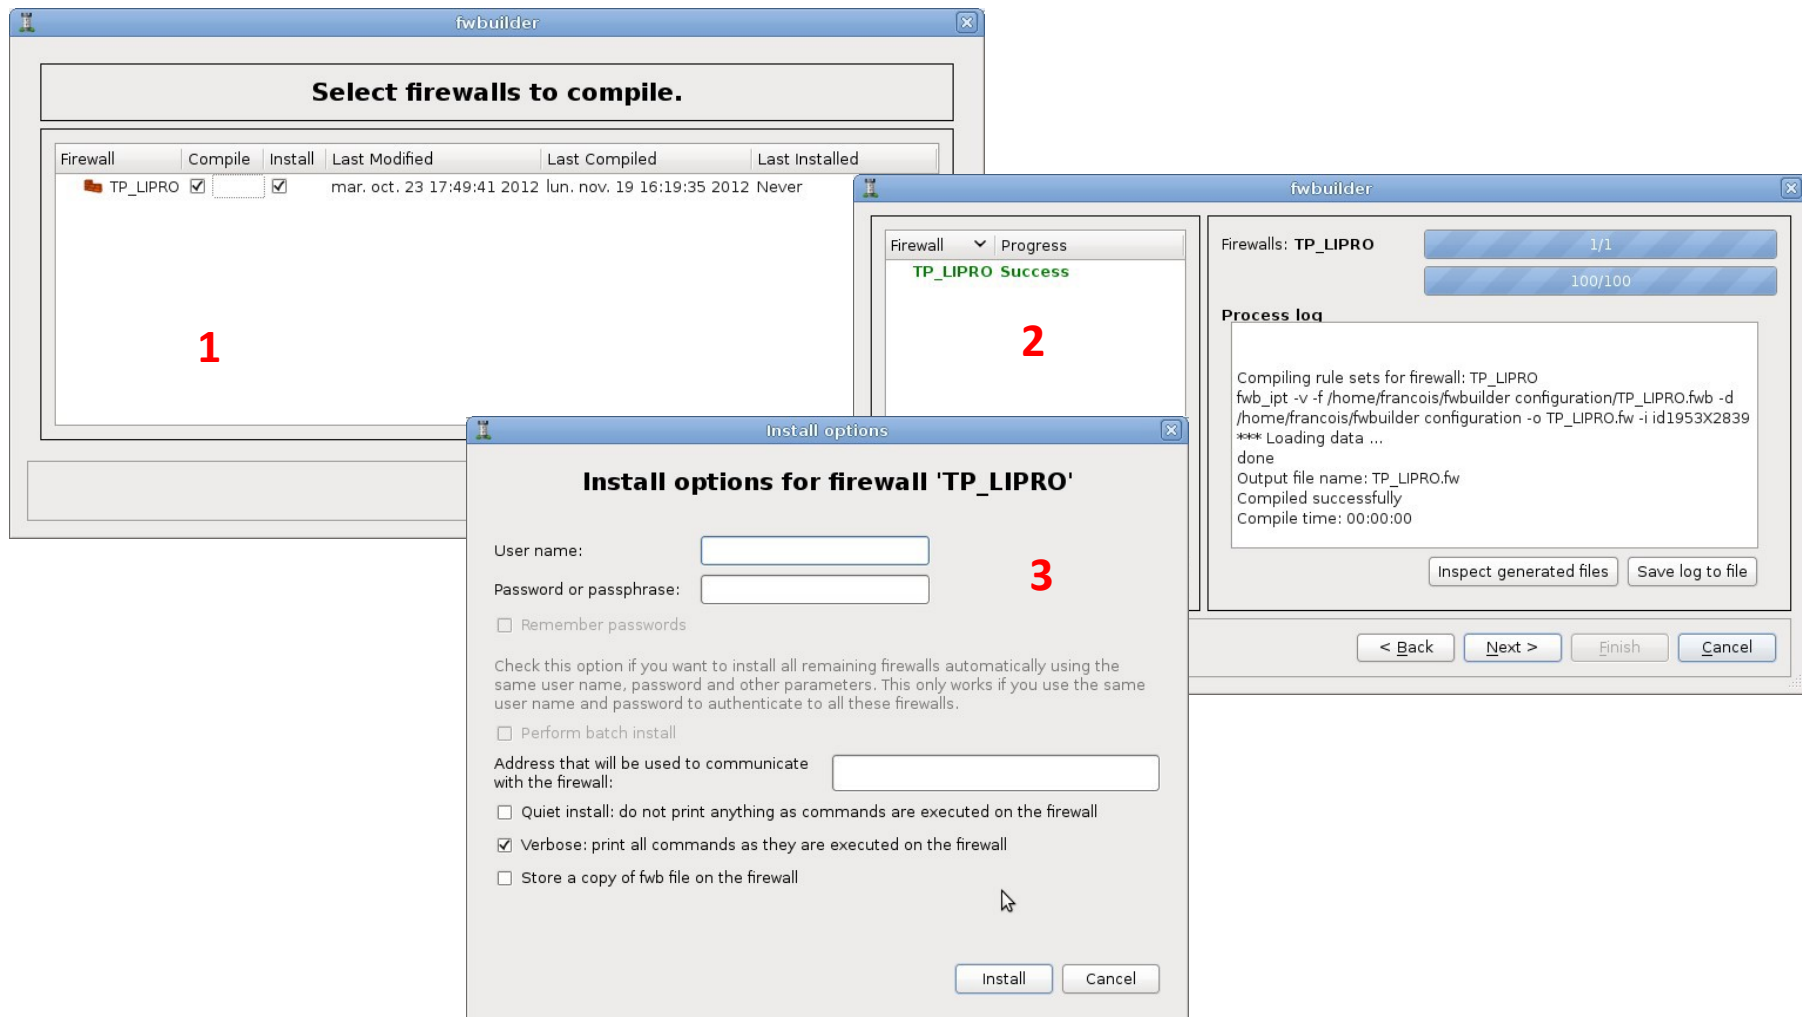 fwbuilder
Select firewalls to compile.
Firewall Compile Install Last Modified Last Compiled Last Installed
TP_LIPRO mar. oct. 23 17:49:41 2012 lun. nov. 19 16:19:35 2012 Never
1
fwbuilder
Firewall Progress
TP_LIPRO Success
2
Firewalls: TP_LIPRO
1/1
100/100
Process log
Compiling rule sets for firewall: TP_LIPRO
fwb_ipt -v -f /home/francois/fwbuilder configuration/TP_LIPRO.fwb -d
/home/francois/fwbuilder configuration -o TP_LIPRO.fw -i id1953X2839
*** Loading data ...
done
Output file name: TP_LIPRO.fw
Compiled successfully
Compile time: 00:00:00
Inspect generated files Save log to file
< Back Next > Finish Cancel
Install options
Install options for firewall 'TP_LIPRO'
User name:
Password or passphrase:
3
Remember passwords
Check this option if you want to install all remaining firewalls automatically using the
same user name, password and other parameters. This only works if you use the same
user name and password to authenticate to all these firewalls.
Perform batch install
Address that will be used to communicate
with the firewall:
Quiet install: do not print anything as commands are executed on the firewall
Verbose: print all commands as they are executed on the firewall
Store a copy of fwb file on the firewall
Install Cancel